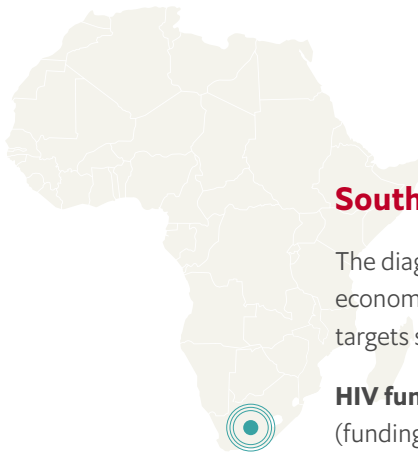 South
The diag
econom
targets s
HIV fun
(funding